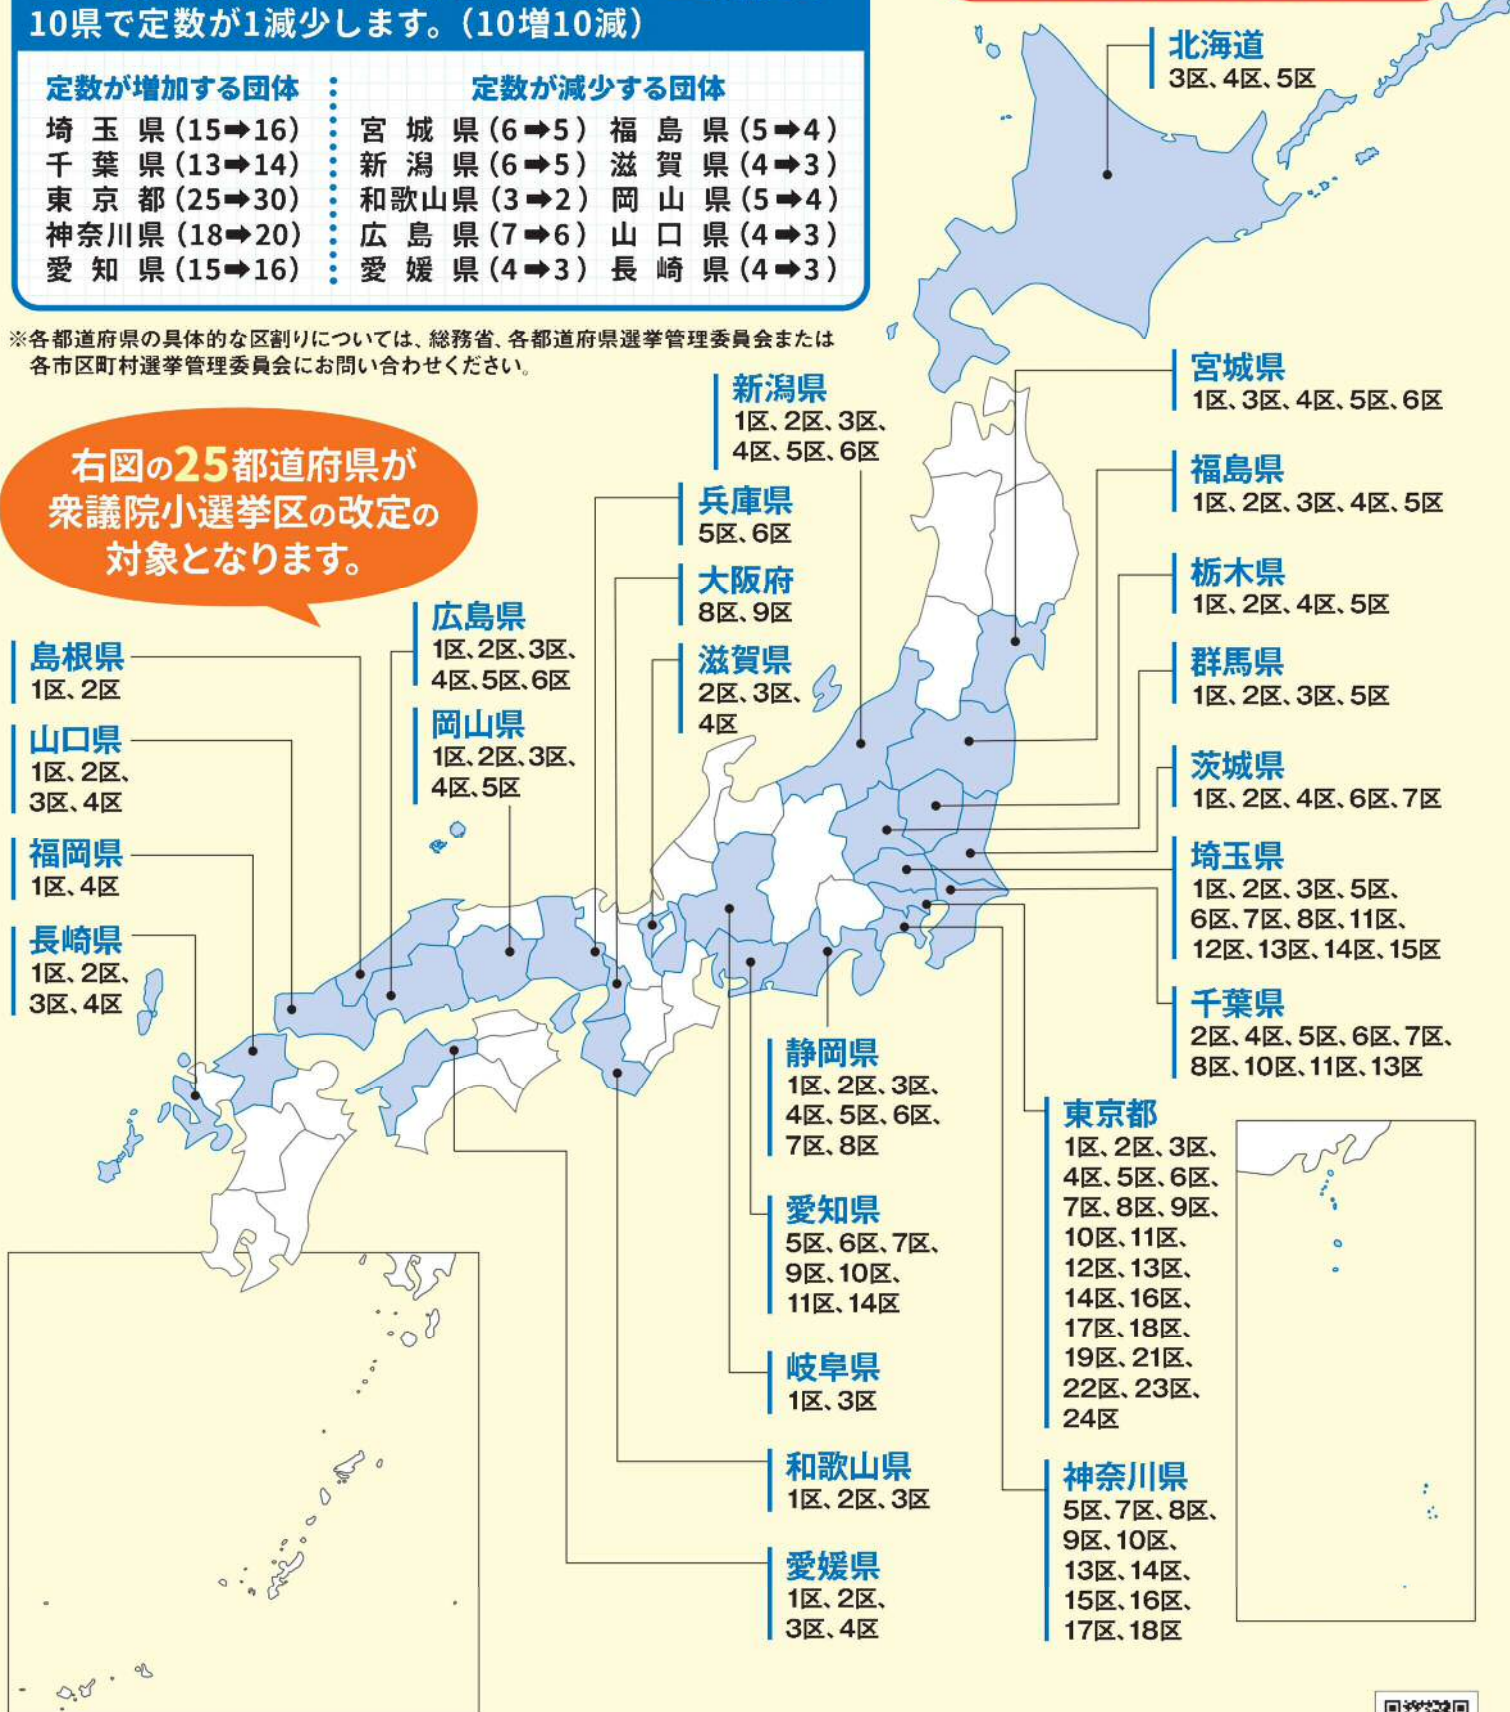 10県で定数が1減少します。(10増10減)
定数が増加する団体
埼玉県(15➡16)
千葉県(13➡14)
東京都(25➡30)
神奈川県(18➡20)
愛知県(15➡16)
定数が減少する団体
宮城県(6➡5) 福島県(5➡4)
新潟県(6➡5) 滋賀県(4➡3)
和歌山県(3➡2) 岡山県(5➡4)
広島県(7➡6) 山口県(4➡3)
愛媛県(4➡3) 長崎県(4➡3)
※各都道府県の具体的な区割りについては、総務省、各都道府県選挙管理委員会または
各市区町村選挙管理委員会にお問い合わせください。
右図の25都道府県が
衆議院小選挙区の改定の
対象となります。
北海道
3区、4区、5区
宮城県
1区、3区、4区、5区、6区
福島県
1区、2区、3区、4区、5区
栃木県
1区、2区、4区、5区
群馬県
1区、2区、3区、5区
茨城県
1区、2区、4区、6区、7区
埼玉県
1区、2区、3区、5区、
6区、7区、8区、11区、
12区、13区、14区、15区
千葉県
2区、4区、5区、6区、7区、
8区、10区、11区、13区
東京都
1区、2区、3区、
4区、5区、6区、
7区、8区、9区、
10区、11区、
12区、13区、
14区、16区、
17区、18区、
19区、21区、
22区、23区、
24区
神奈川県
5区、7区、8区、
9区、10区、
13区、14区、
15区、16区、
17区、18区
新潟県
1区、2区、3区、
4区、5区、6区
兵庫県
5区、6区
大阪府
8区、9区
滋賀県
2区、3区、
4区
広島県
1区、2区、3区、
4区、5区、6区
岡山県
1区、2区、3区、
4区、5区
島根県
1区、2区
山口県
1区、2区、
3区、4区
福岡県
1区、4区
長崎県
1区、2区、
3区、4区
静岡県
1区、2区、3区、
4区、5区、6区、
7区、8区
愛知県
5区、6区、7区、
9区、10区、
11区、14区
岐阜県
1区、3区
和歌山県
1区、2区、3区
愛媛県
1区、2区、
3区、4区